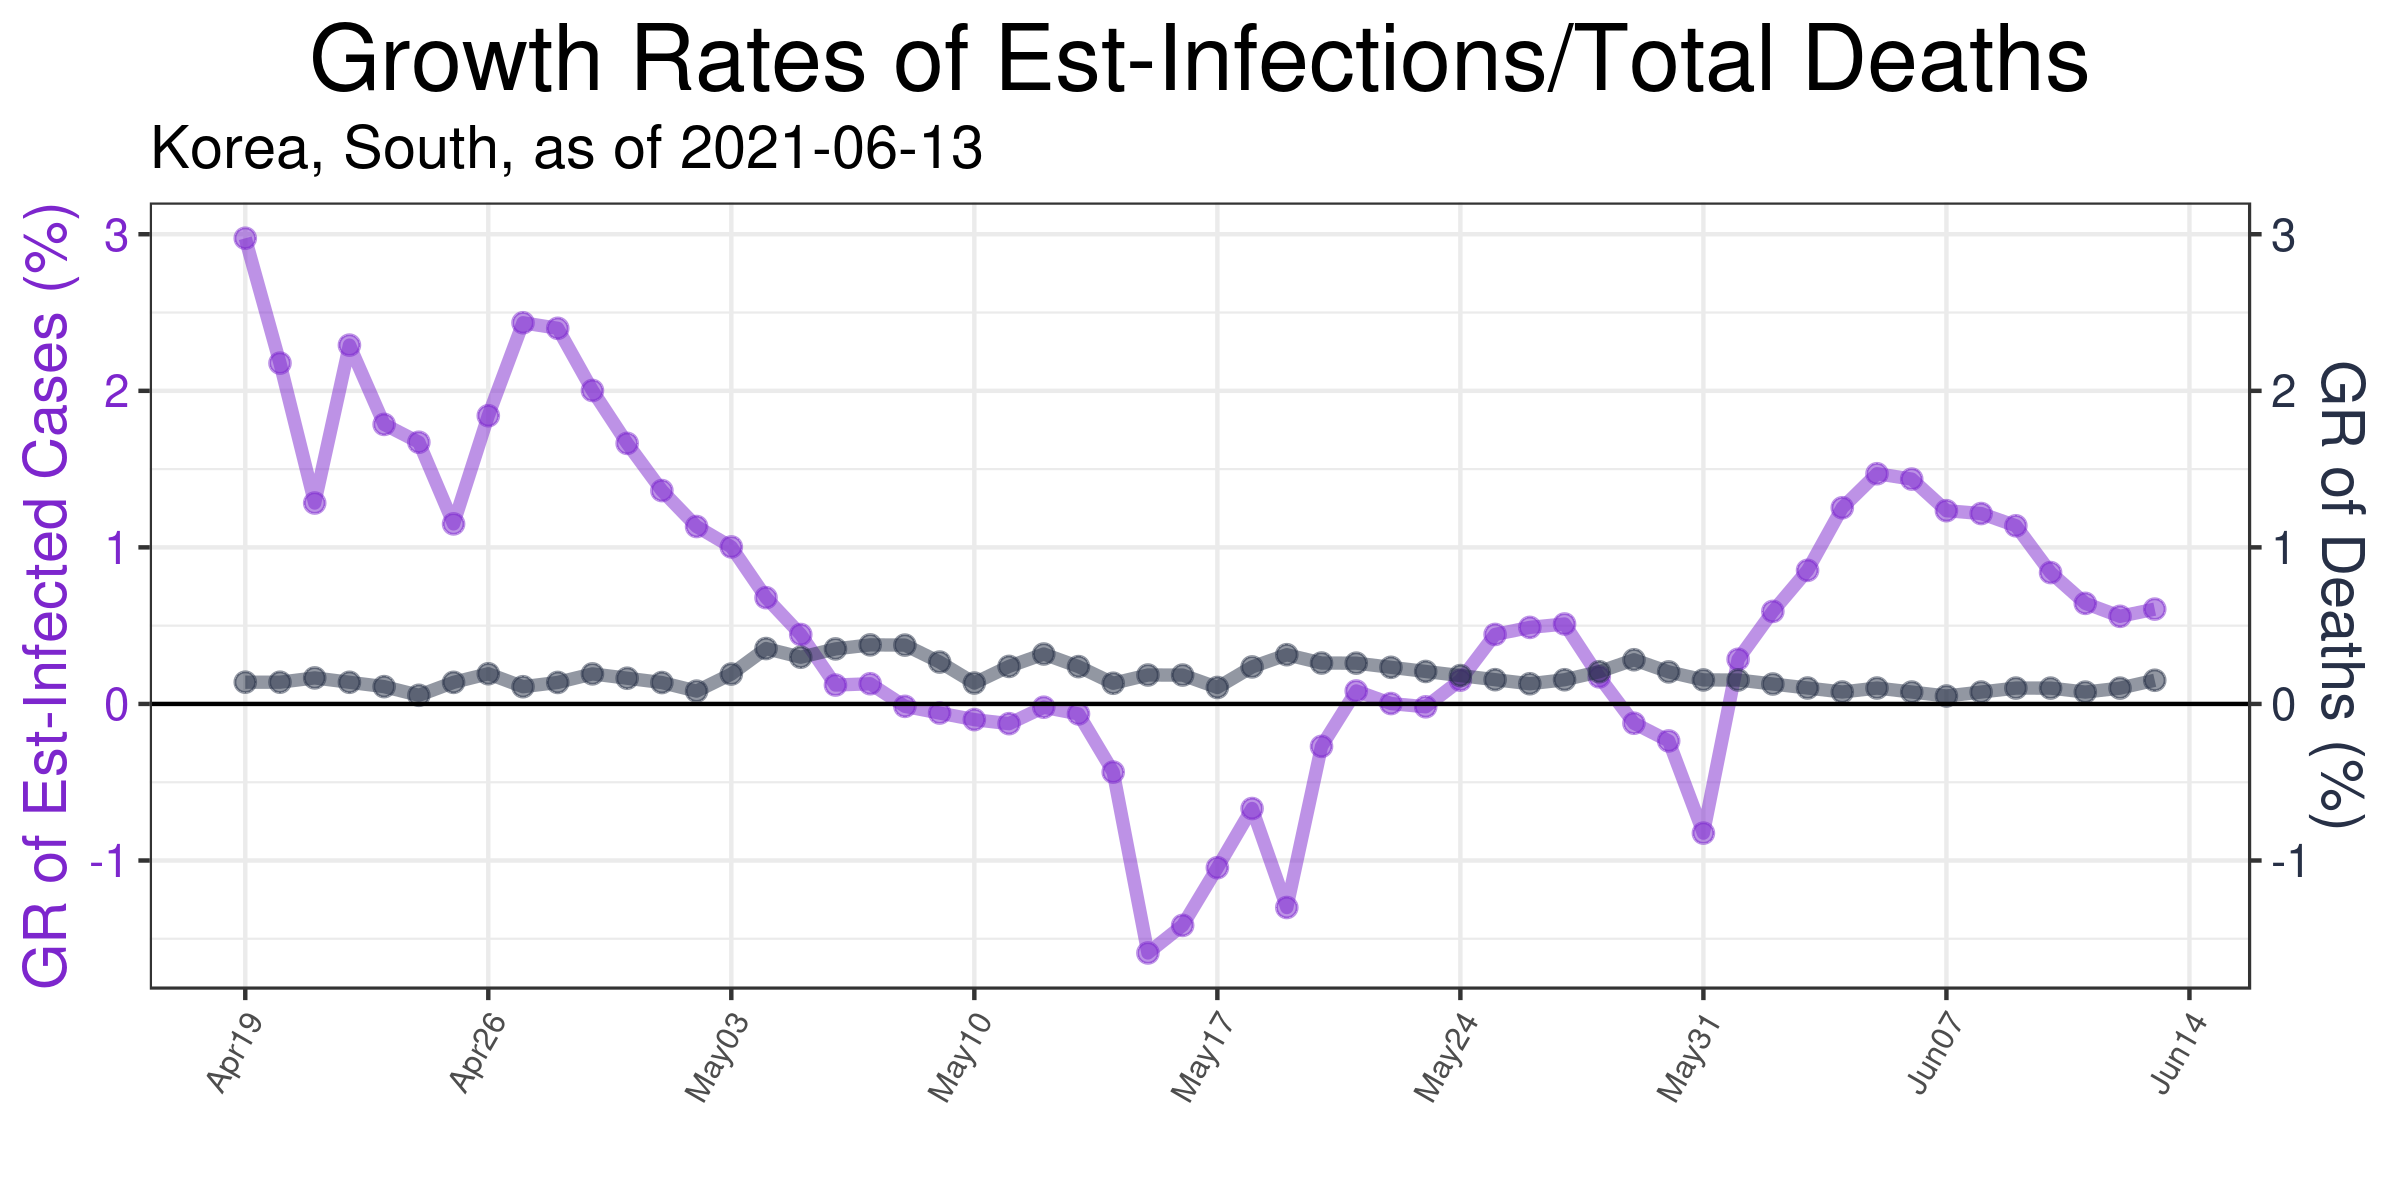 Growth Rates of Est-Infections/Total Deaths
Korea, South, as of 2021-06-13
GR of Est-Infected Cases (%)
3
2
1
0
-1
3
2
1
0
-1
GR of Deaths (%)
Apr19
Apr26
May03
May10
May17
May24
May31
Jun07
Jun14